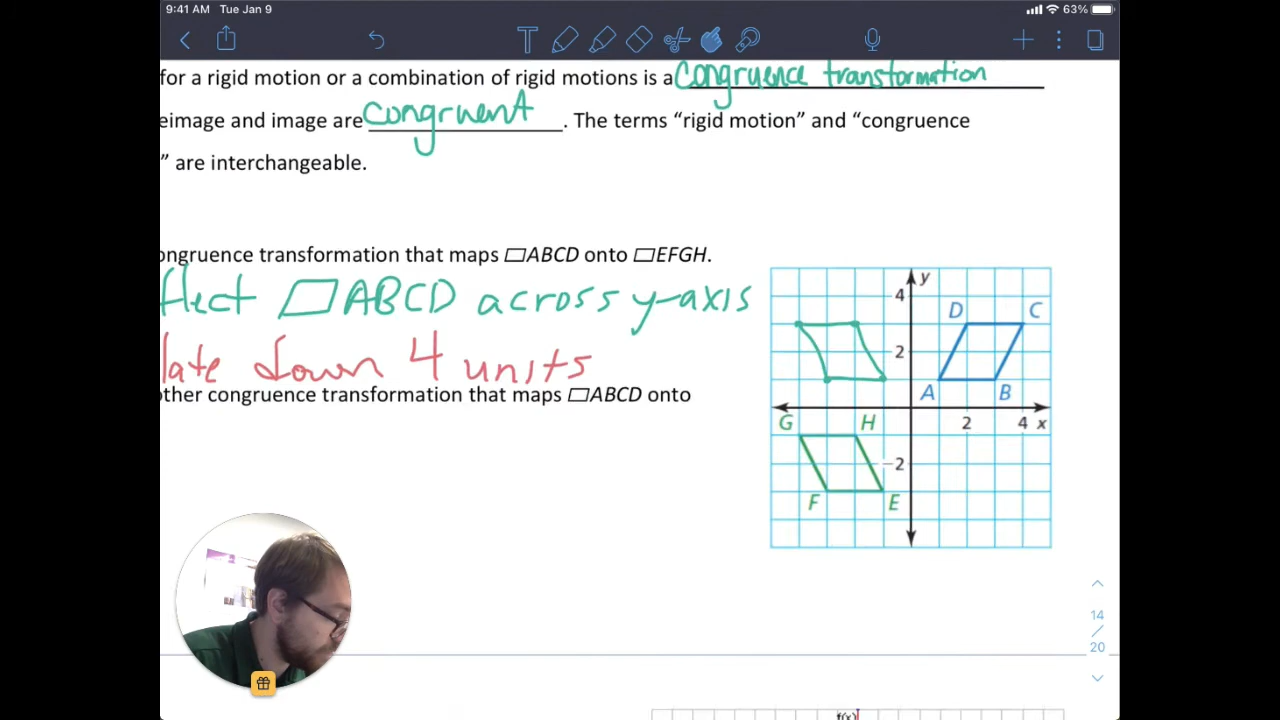 9:41 AM Tue Jan 9
63%
for a rigid motion or a combination of rigid motions is a congruence transformation
eimage and image are congruent. The terms “rigid motion” and “congruence
” are interchangeable.
ongruence transformation that maps ▱ABCD onto ▱EFGH.
flect ▱ABCD across y-axis
late down 4 units
other congruence transformation that maps ▱ABCD onto
y
4
D C
2
A B
G H 2 4 x
−2
F E
14
/
20
f(x)